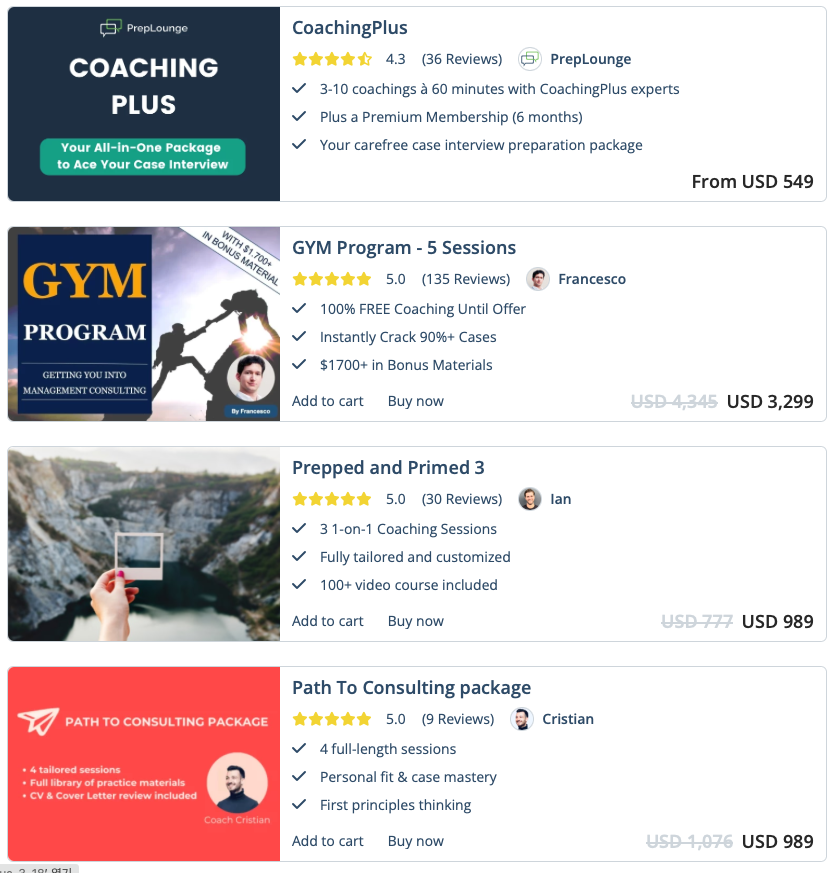 PrepLounge
COACHING
PLUS
Your All-in-One Package
to Ace Your Case Interview
CoachingPlus
4.3 (36 Reviews) PrepLounge
3-10 coachings à 60 minutes with CoachingPlus experts
Plus a Premium Membership (6 months)
Your carefree case interview preparation package
From USD 549
WITH $1,700+
IN BONUS MATERIAL
GYM
PROGRAM
GETTING YOU INTO
MANAGEMENT CONSULTING
By Francesco
GYM Program - 5 Sessions
5.0 (135 Reviews) Francesco
100% FREE Coaching Until Offer
Instantly Crack 90%+ Cases
$1700+ in Bonus Materials
Add to cart Buy now USD 4,345 USD 3,299
Prepped and Primed 3
5.0 (30 Reviews) Ian
3 1-on-1 Coaching Sessions
Fully tailored and customized
100+ video course included
Add to cart Buy now USD 777 USD 989
PATH TO CONSULTING PACKAGE
• 4 tailored sessions
• Full library of practice materials
• CV & Cover Letter review included
Coach Cristian
Path To Consulting package
5.0 (9 Reviews) Cristian
4 full-length sessions
Personal fit & case mastery
First principles thinking
Add to cart Buy now USD 1,076 USD 989